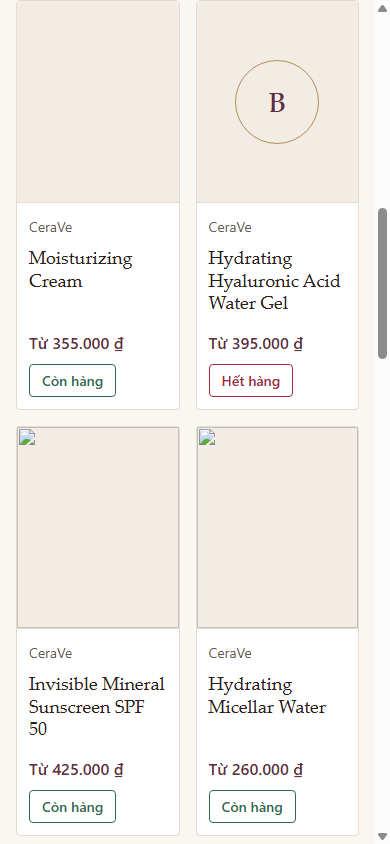 B
CeraVe
Moisturizing
Cream
Từ 355.000 ₫
Còn hàng
CeraVe
Hydrating
Hyaluronic Acid
Water Gel
Từ 395.000 ₫
Hết hàng
CeraVe
Invisible Mineral
Sunscreen SPF
50
Từ 425.000 ₫
Còn hàng
CeraVe
Hydrating
Micellar Water
Từ 260.000 ₫
Còn hàng